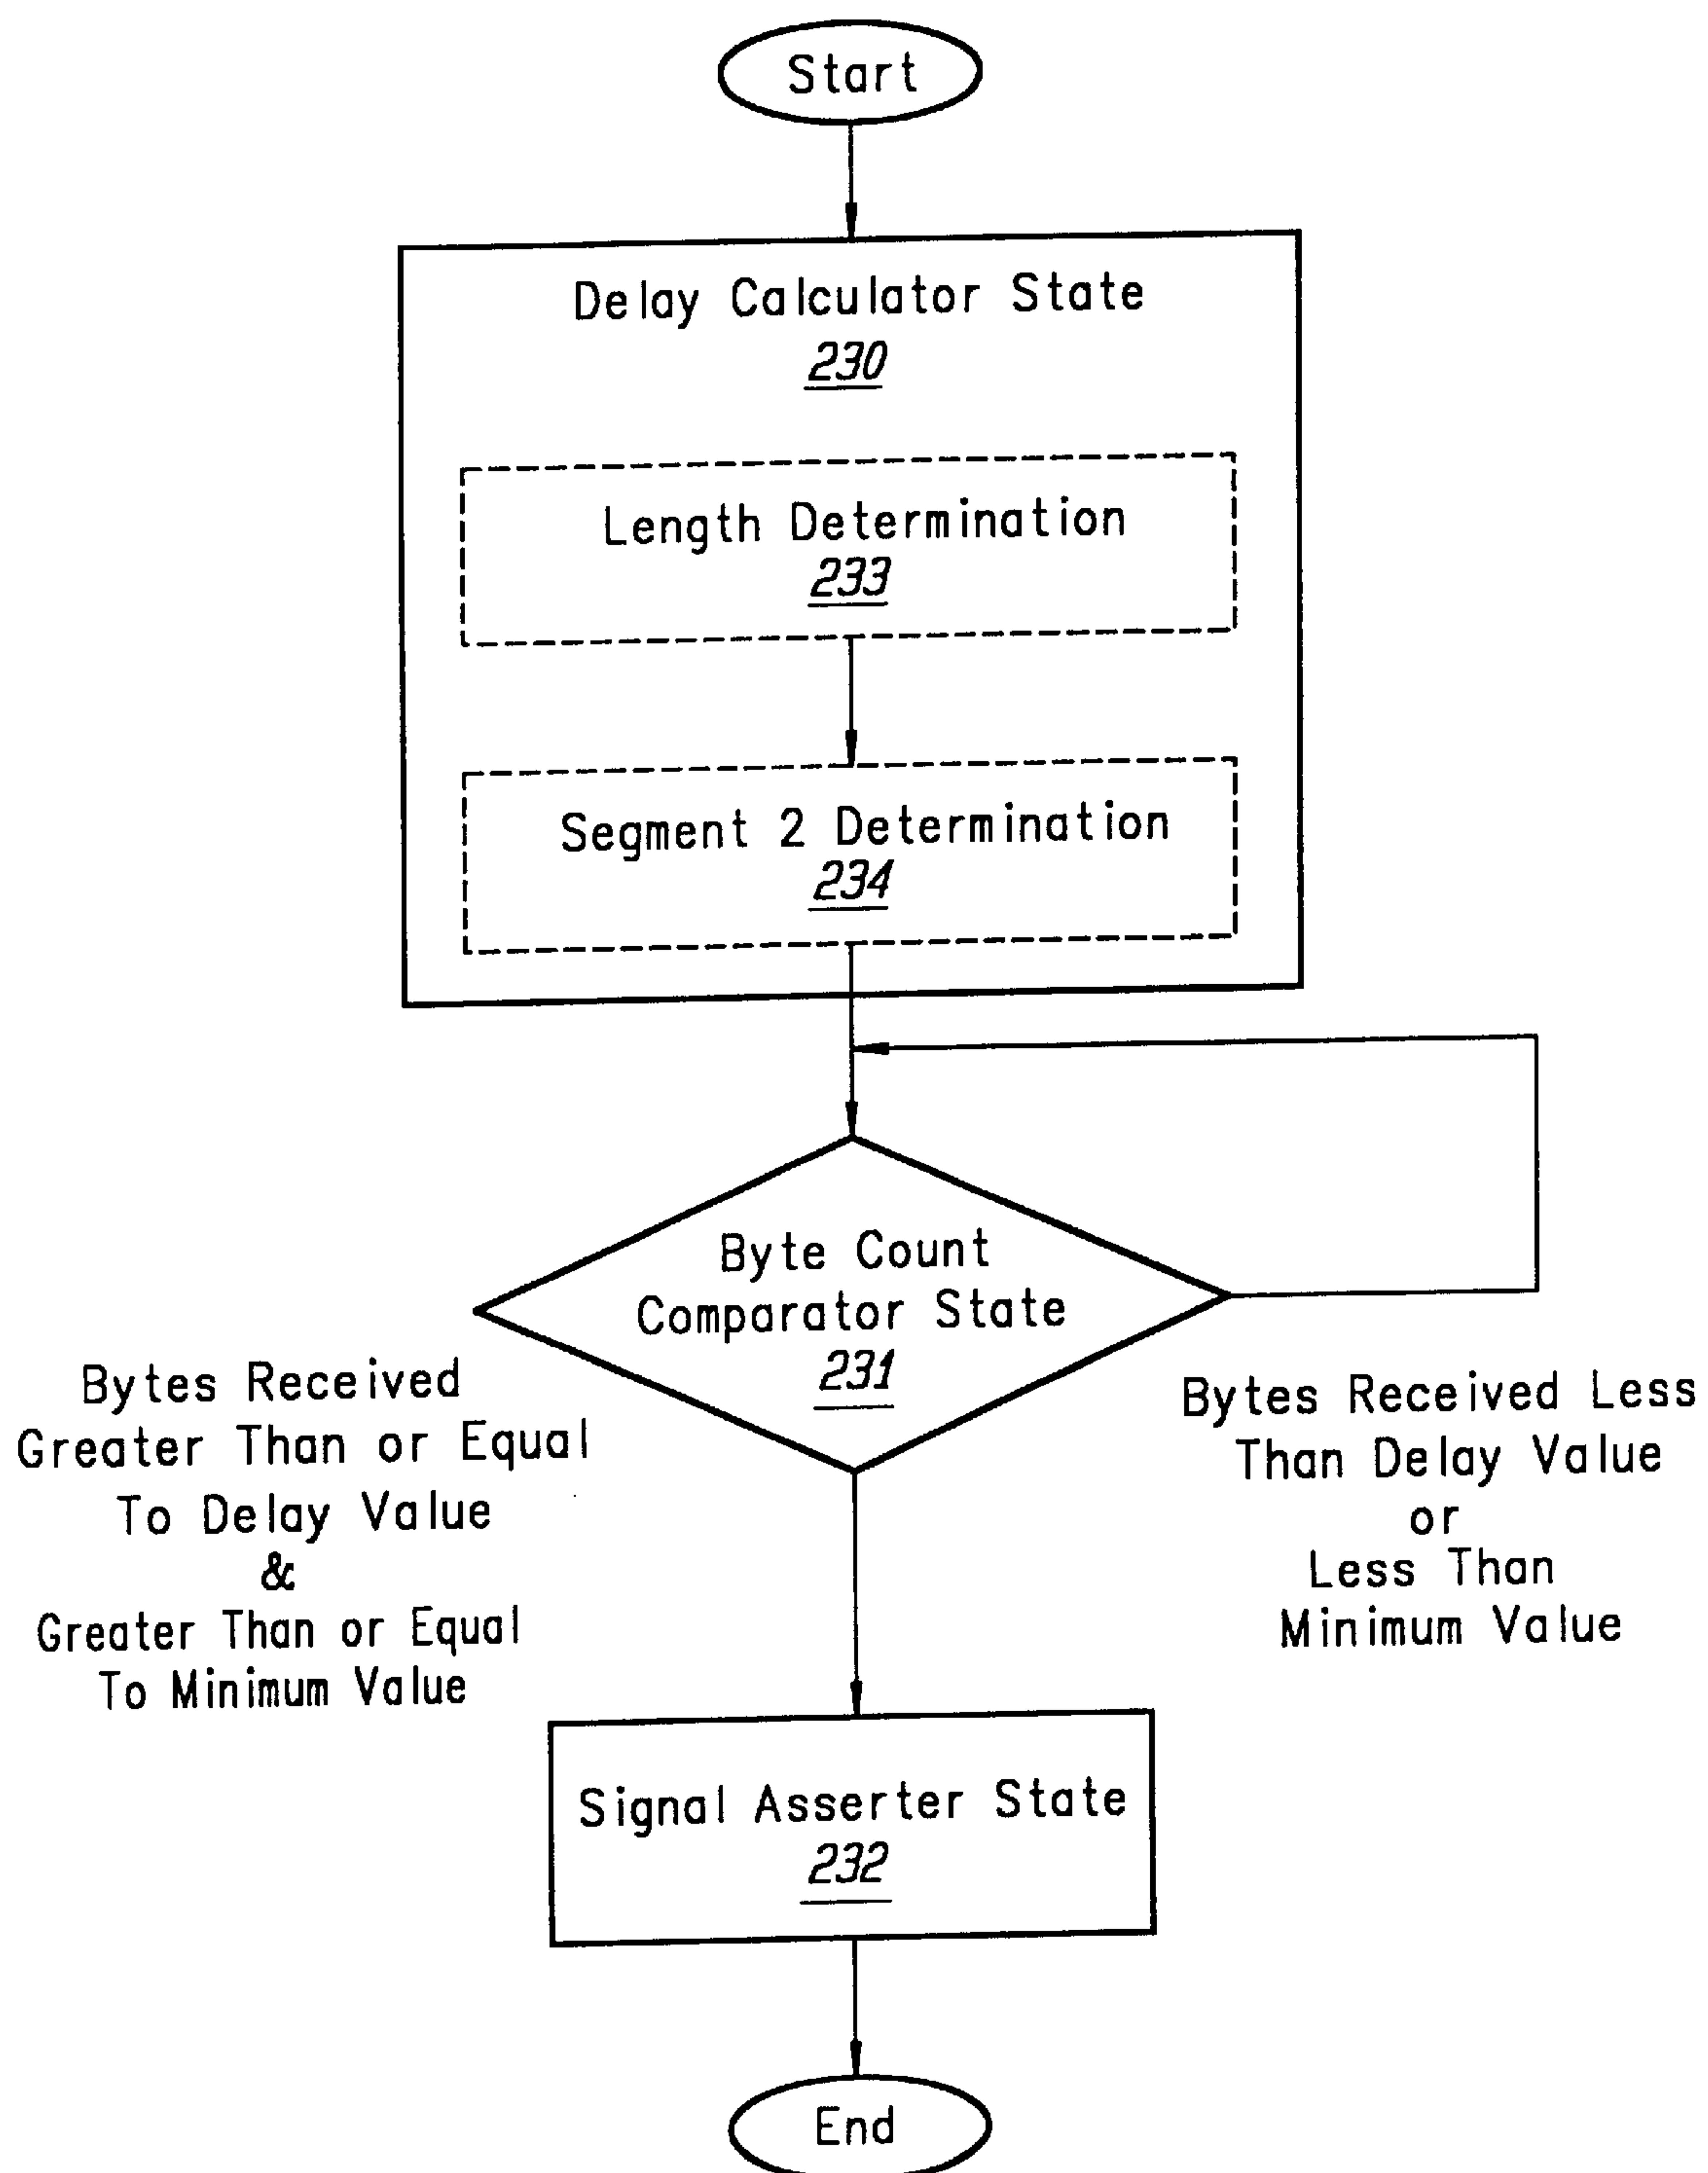 Start
Delay Calculator State
230
Length Determination
233
Segment 2 Determination
234
Byte Count
Comparator State
231
Bytes Received
Greater Than or Equal
To Delay Value
&
Greater Than or Equal
To Minimum Value
Bytes Received Less
Than Delay Value
or
Less Than
Minimum Value
Signal Asserter State
232
End